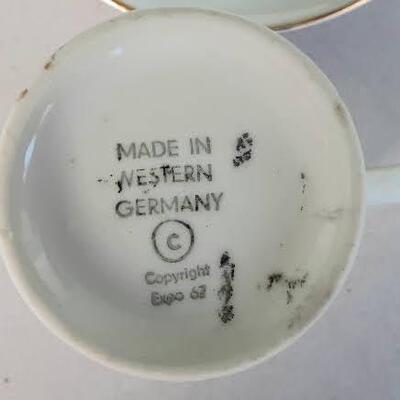 MADE IN
WESTERN
GERMANY
©
Copyright
Expo 62